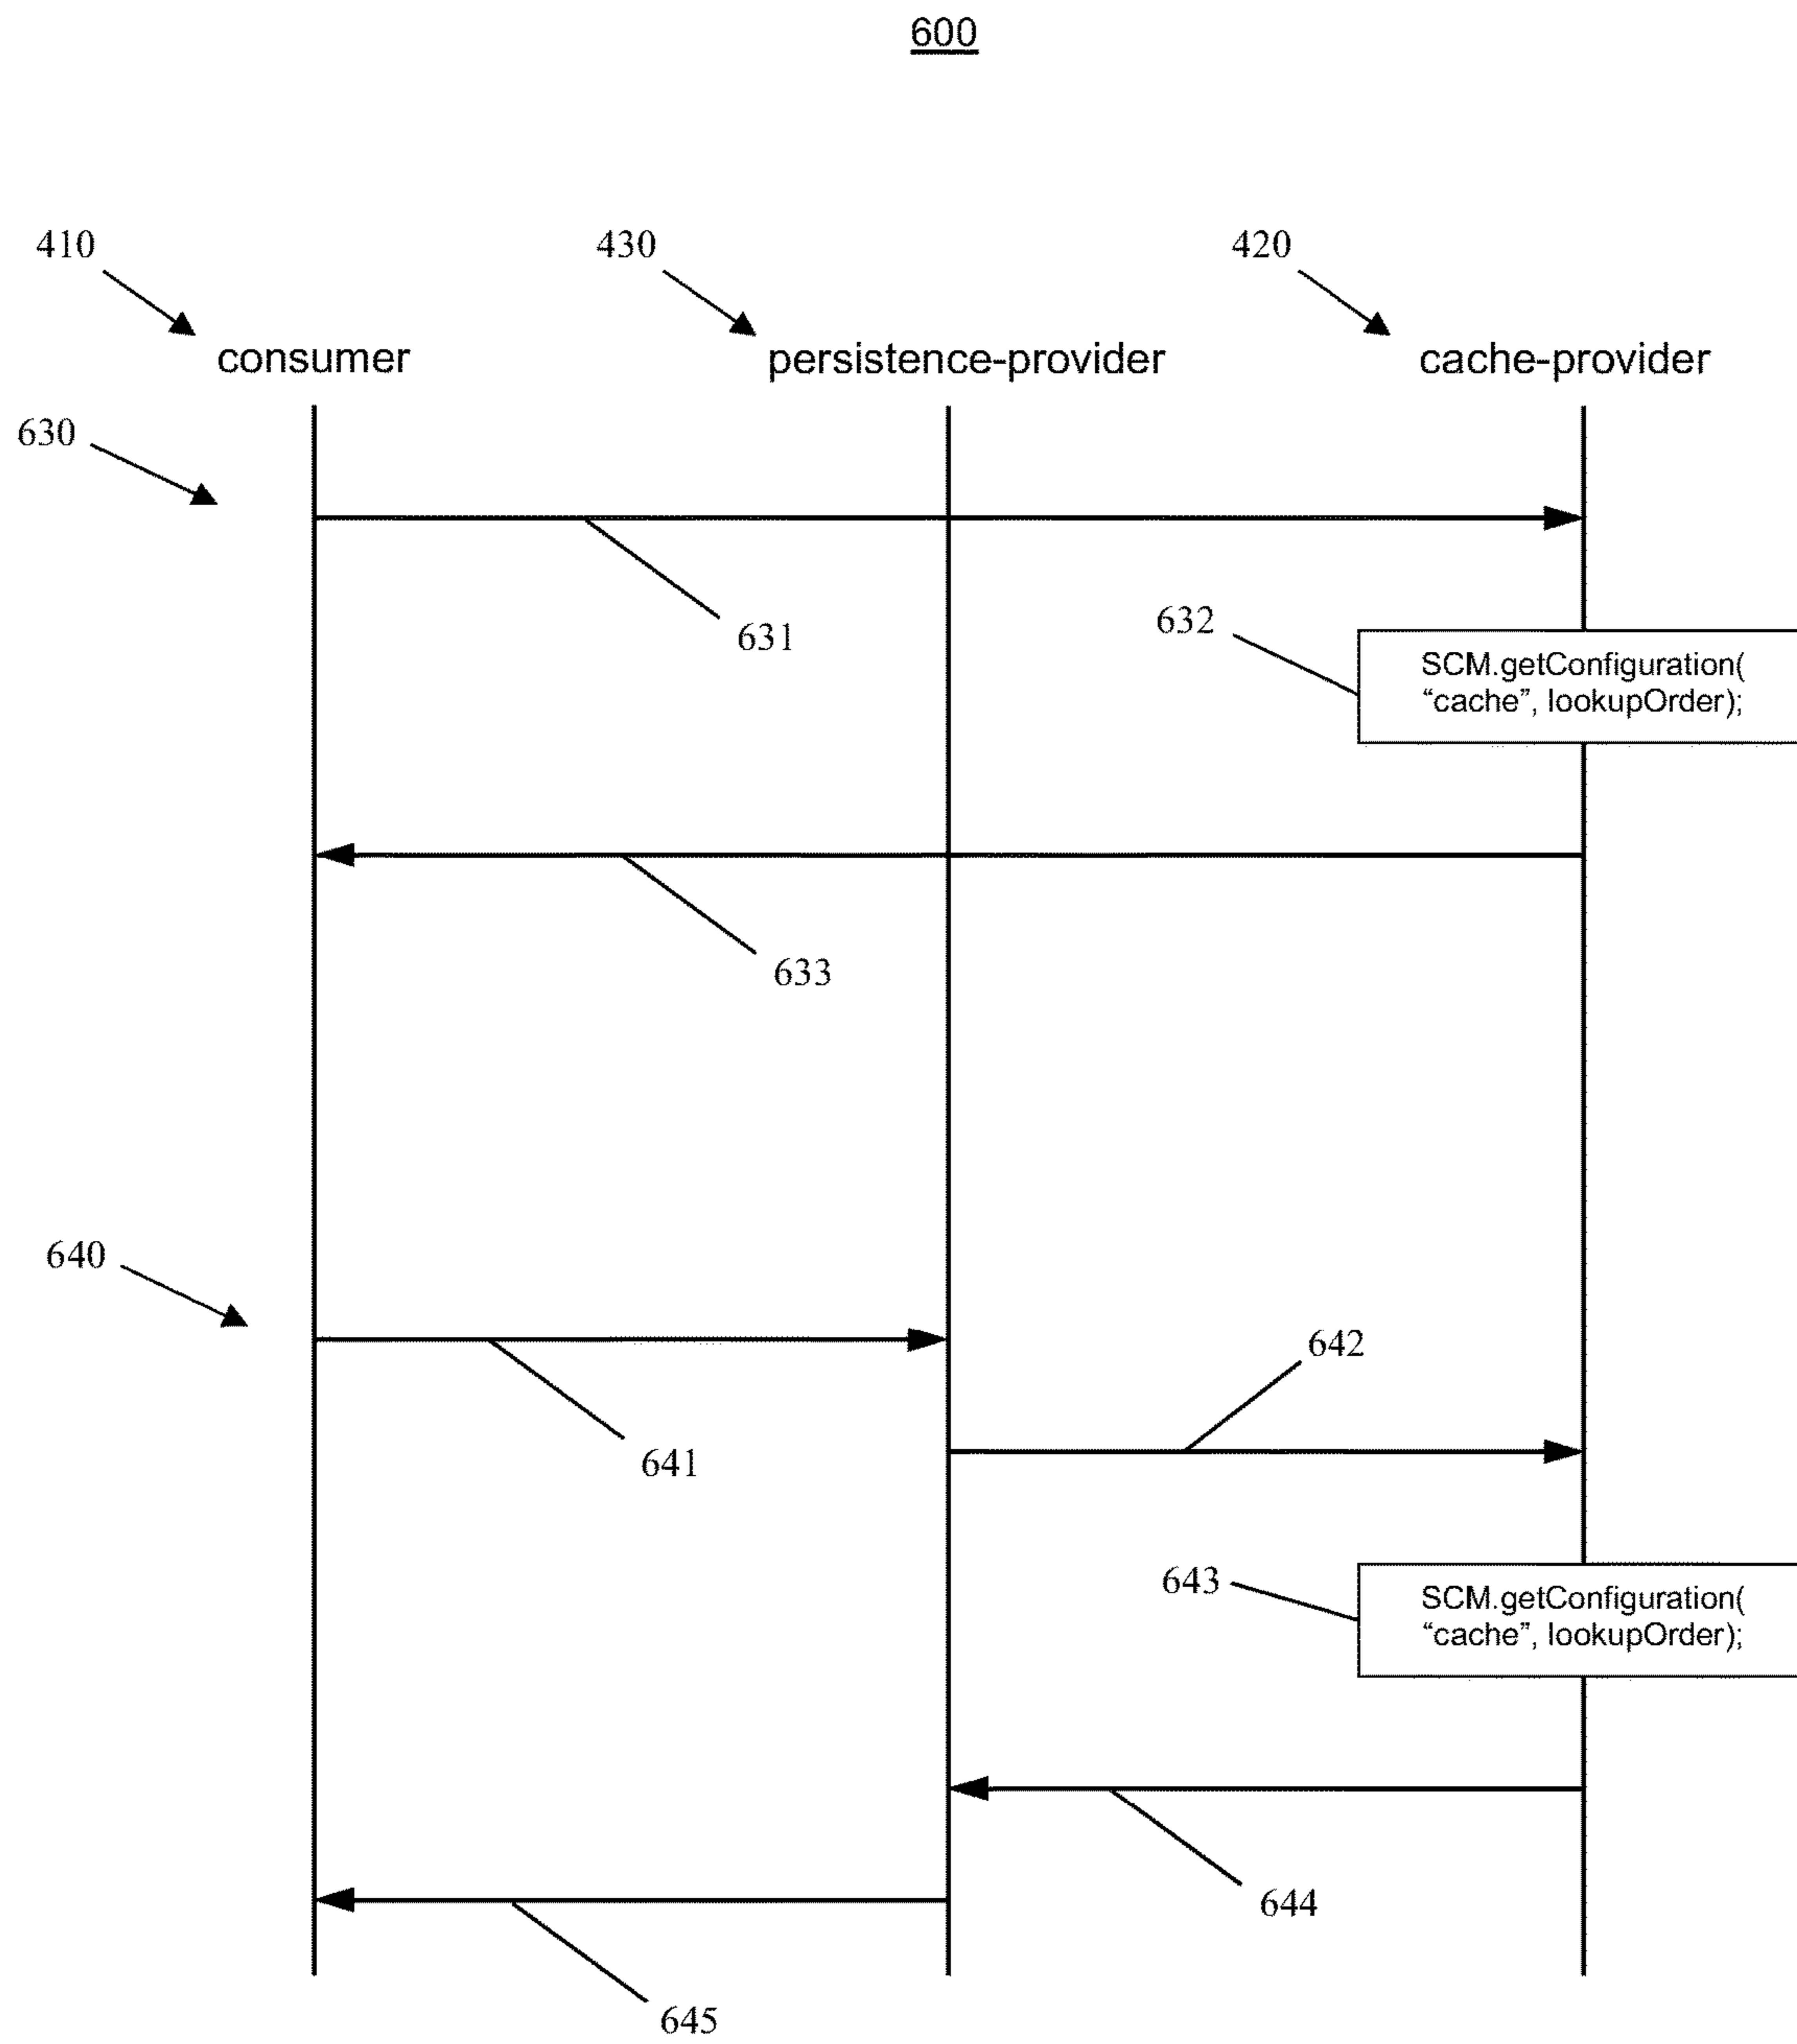 600
410
430
420
consumer
persistence-provider
cache-provider
630
631
632
SCM.getConfiguration(
“cache”, lookupOrder);
633
640
642
641
643
SCM.getConfiguration(
“cache”, lookupOrder);
644
645